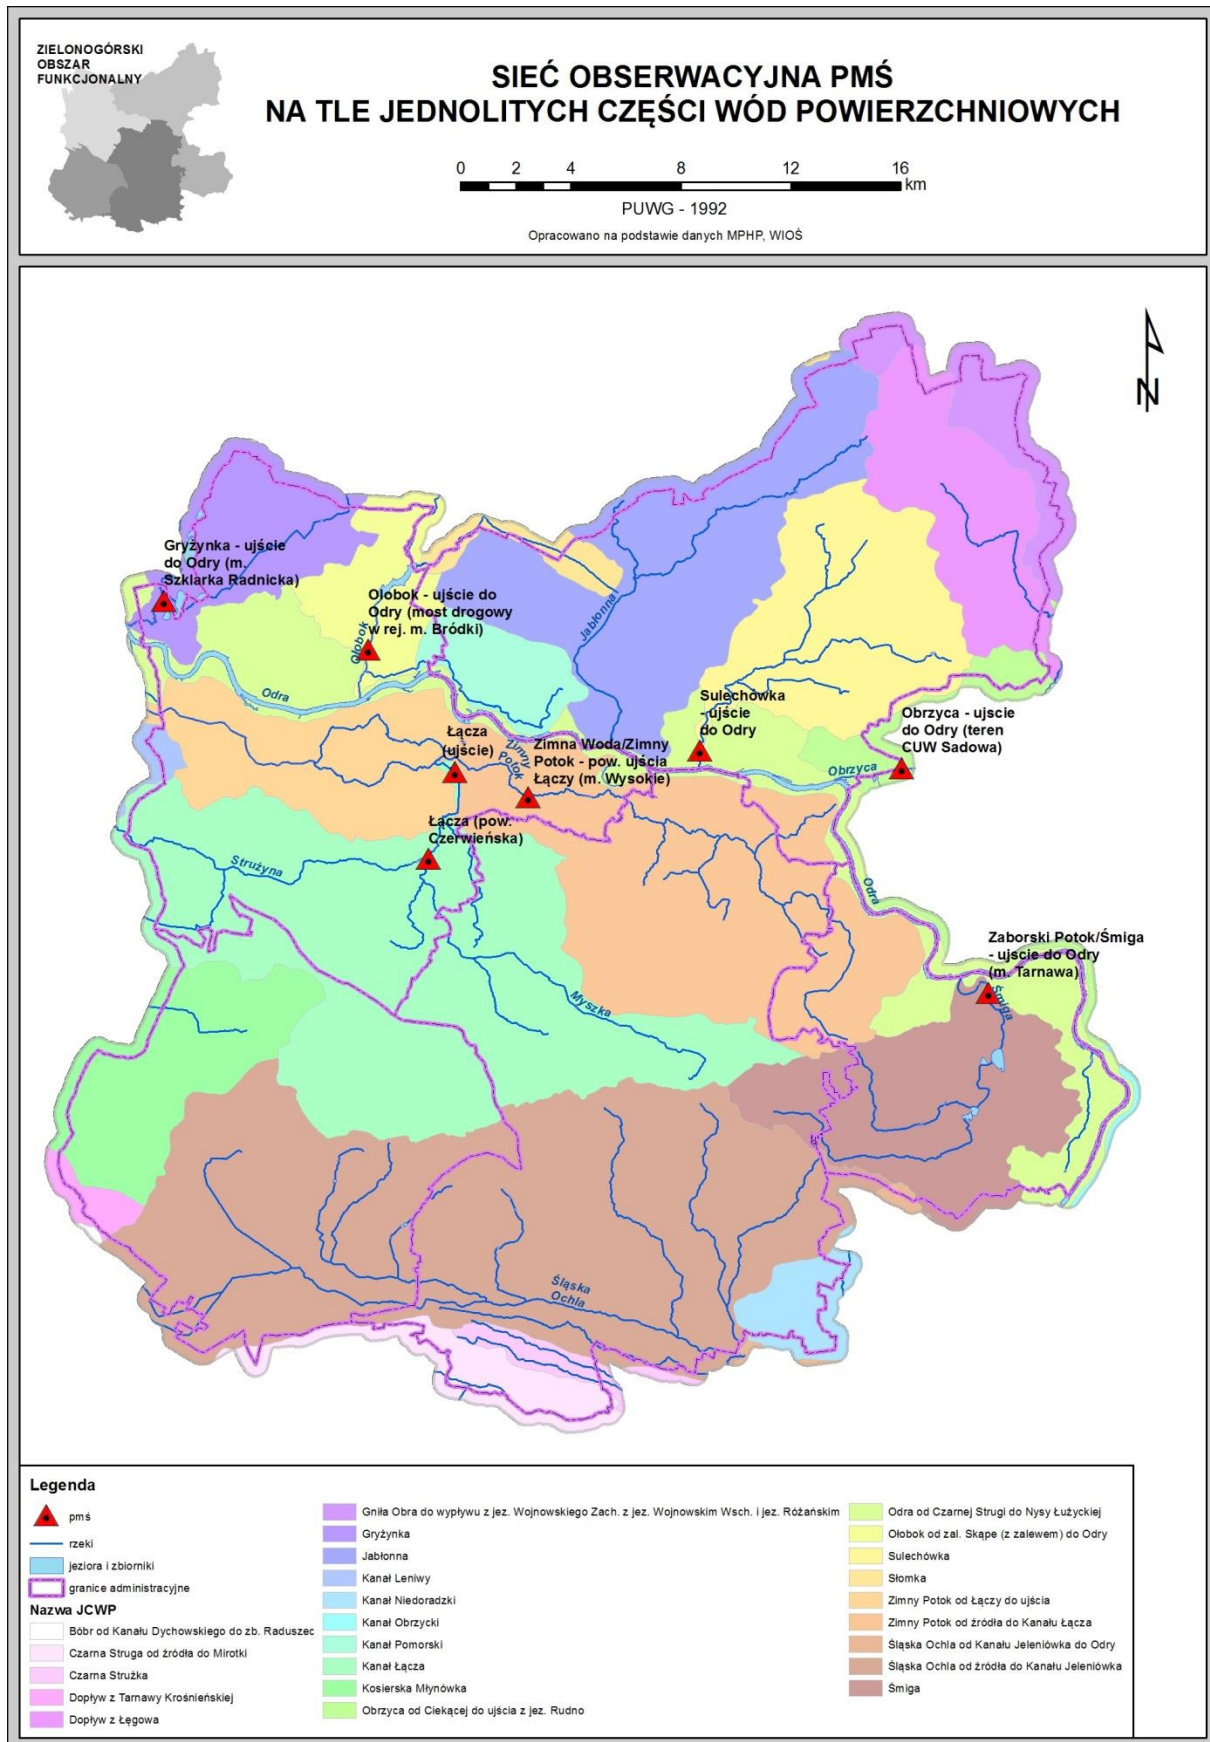 ZIELONOGÓRSKI
OBSZAR
FUNKCJONALNY
SIEĆ OBSERWACYJNA PMŚ
NA TLE JEDNOLITYCH CZĘŚCI WÓD POWIERZCHNIOWYCH
0 2 4 8 12 16
km
PUWG - 1992
Opracowano na podstawie danych MPHP, WIOŚ
N
Gryżynka - ujście
do Odry (m.
Szklarka Radnicka)
Ołobok - ujście do
Odry (most drogowy
w rej. m. Bródki)
Ołobok
Jabłonna
Odra
Sulechówka
- ujście
do Odry
Obrzyca - ujscie
do Odry (teren
CUW Sadowa)
Obrzyca
Łącza
(ujście)
Zimny
Potok
Zimna Woda/Zimny
Potok - pow. ujścia
Łączy (m. Wysokie)
Łącza (pow.
Czerwieńska)
Strużyna
Odra
Zaborski Potok/Śmiga
- ujscie do Odry
(m. Tarnawa)
Śmiga
Myszka
Śląska
Ochla
Legenda
pmś
rzeki
jeziora i zbiorniki
granice administracyjne
Nazwa JCWP
Bóbr od Kanału Dychowskiego do zb. Raduszec
Czarna Struga od źródła do Mirotki
Czarna Strużka
Dopływ z Tarnawy Krośnieńskiej
Dopływ z Łęgowa
Gniła Obra do wypływu z jez. Wojnowskiego Zach. z jez. Wojnowskim Wsch. i jez. Różańskim
Gryżynka
Jabłonna
Kanał Leniwy
Kanał Niedoradzki
Kanał Obrzycki
Kanał Pomorski
Kanał Łącza
Kosierska Młynówka
Obrzyca od Ciekącej do ujścia z jez. Rudno
Odra od Czarnej Strugi do Nysy Łużyckiej
Ołobok od zal. Skąpe (z zalewem) do Odry
Sulechówka
Słomka
Zimny Potok od Łączy do ujścia
Zimny Potok od źródła do Kanału Łącza
Śląska Ochla od Kanału Jeleniówka do Odry
Śląska Ochla od źródła do Kanału Jeleniówka
Śmiga